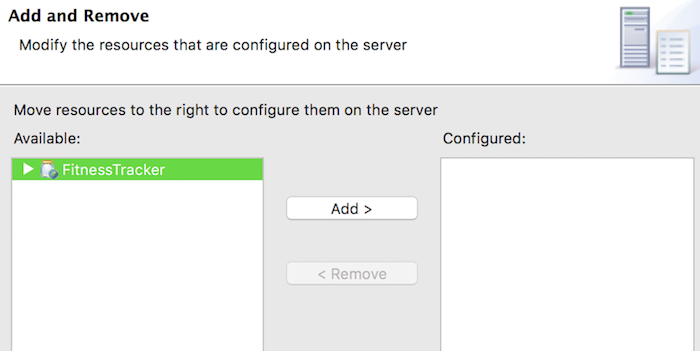 Add and Remove
Modify the resources that are configured on the server
Move resources to the right to configure them on the server
Available:
Configured:
FitnessTracker
Add >
< Remove